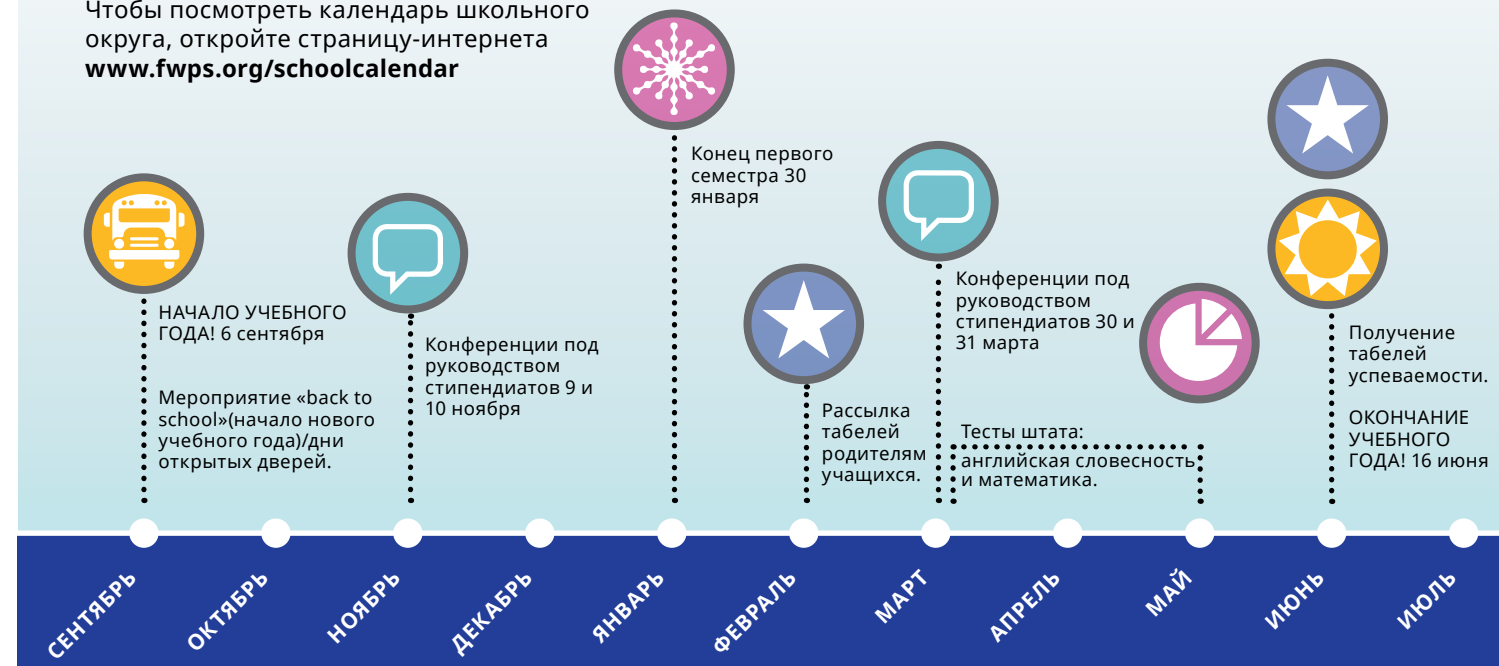 Чтобы посмотреть календарь школьного
округа, откройте страницу-интернета
www.fwps.org/schoolcalendar
НАЧАЛО УЧЕБНОГО
ГОДА! 6 сентября
Мероприятие «back to
school»(начало нового
учебного года)/дни
открытых дверей.
Конференции под
руководством
стипендиатов 9 и
10 ноября
Конец первого
семестра 30
января
Рассылка
табелей
родителям
учащихся.
Конференции под
руководством
стипендиатов 30 и
31 марта
Тесты штата:
английская словесность
и математика.
Получение
табелей
успеваемости.
ОКОНЧАНИЕ
УЧЕБНОГО
ГОДА! 16 июня
СЕНТЯБРЬ
ОКТЯБРЬ
НОЯБРЬ
ДЕКАБРЬ
ЯНВАРЬ
ФЕВРАЛЬ
МАРТ
АПРЕЛЬ
МАЙ
ИЮНЬ
ИЮЛЬ